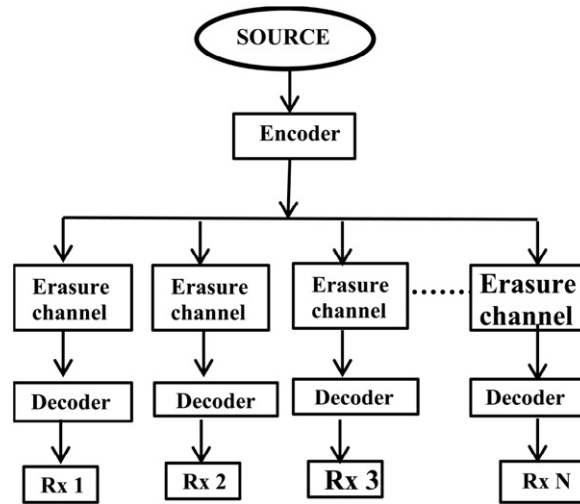 SOURCE
Encoder
Erasure
channel
Erasure
channel
Erasure
channel
.......
Erasure
channel
Decoder
Decoder
Decoder
Decoder
Rx 1
Rx 2
Rx 3
Rx N